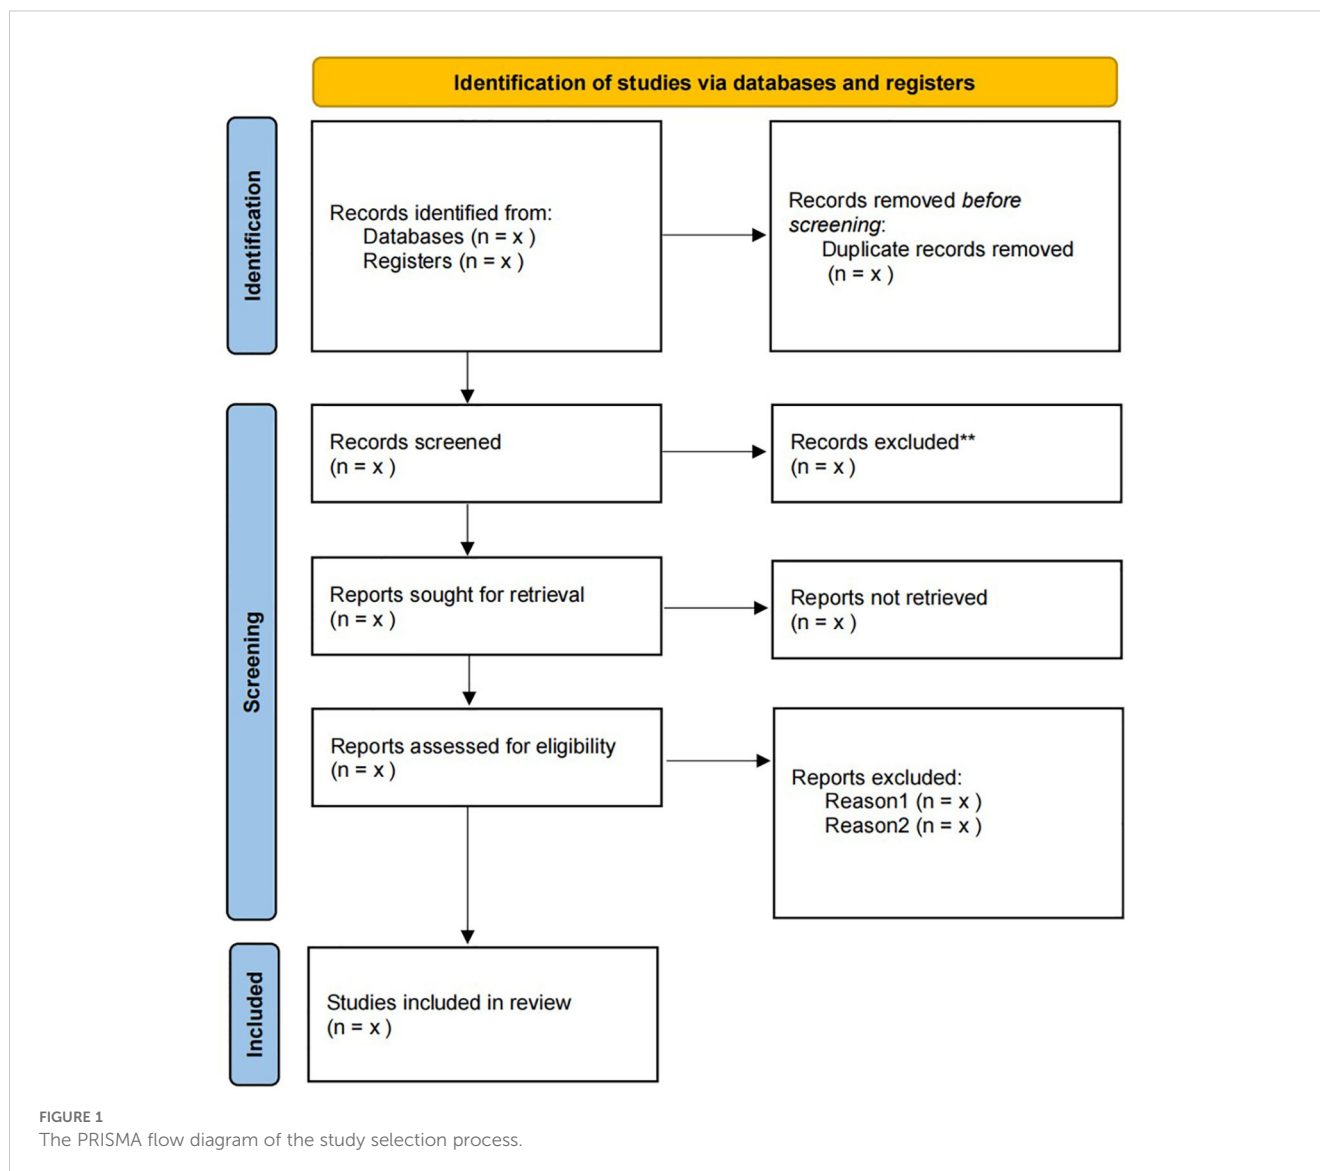 Identification of studies via databases and registers
Identification
Records identified from:
Databases (n = x )
Registers (n = x )
Records removed before
screening:
Duplicate records removed
(n = x )
Screening
Records screened
(n = x )
Records excluded**
(n = x )
Reports sought for retrieval
(n = x )
Reports not retrieved
(n = x )
Reports assessed for eligibility
(n = x )
Reports excluded:
Reason1 (n = x )
Reason2 (n = x )
Included
Studies included in review
(n = x )
FIGURE 1
The PRISMA flow diagram of the study selection process.